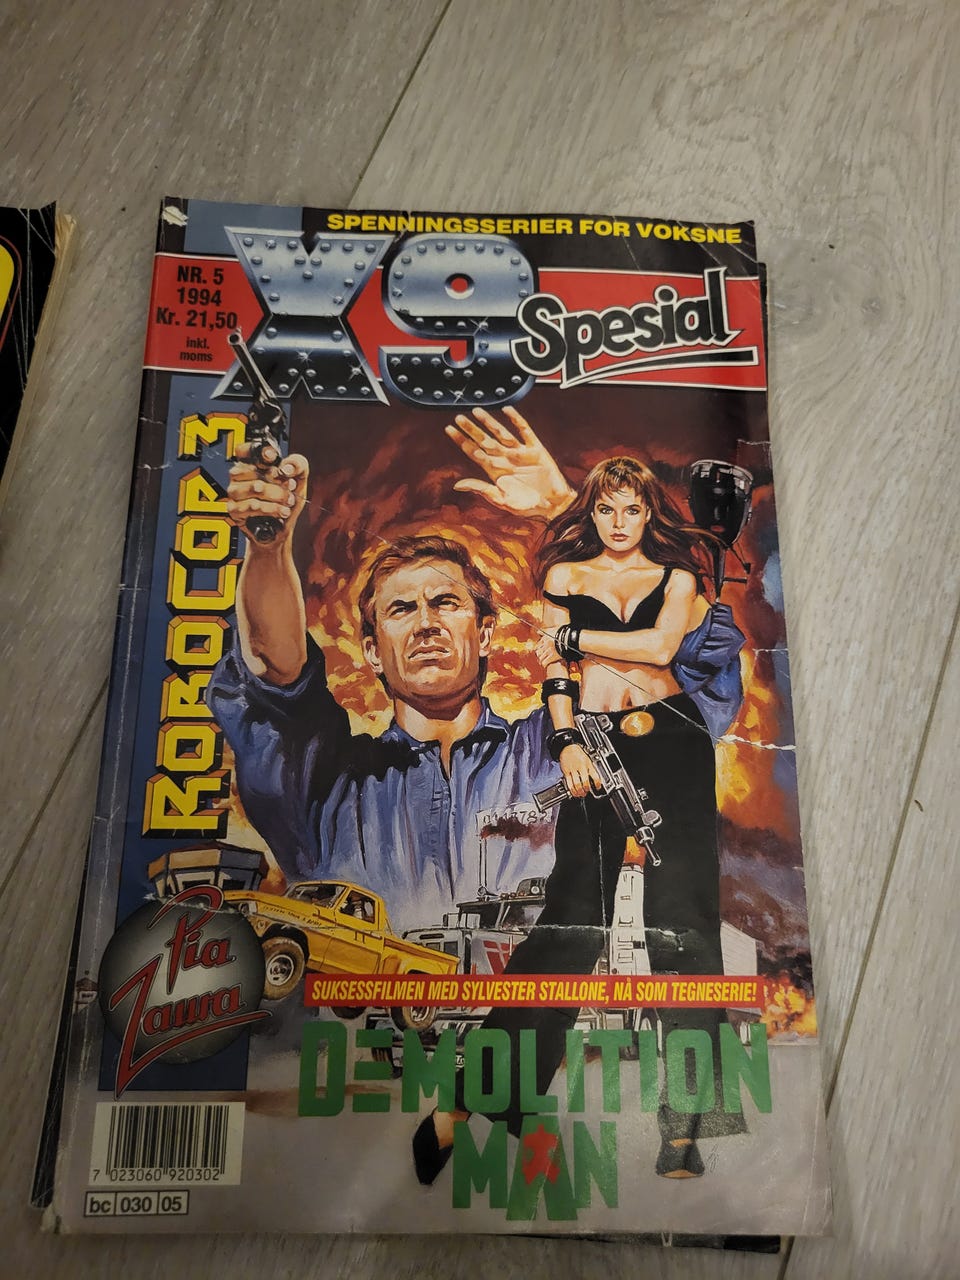 SPENNINGSSERIER FOR VOKSNE
X9
Spesial
NR. 5
1994
Kr. 21,50
inkl.
moms
ROBOCOP 3
Pia
Zawa
SUKSESSFILMEN MED SYLVESTER STALLONE, NÅ SOM TEGNESERIE!
DEMOLITION
MAN
7 023060 920302
bc 030 05